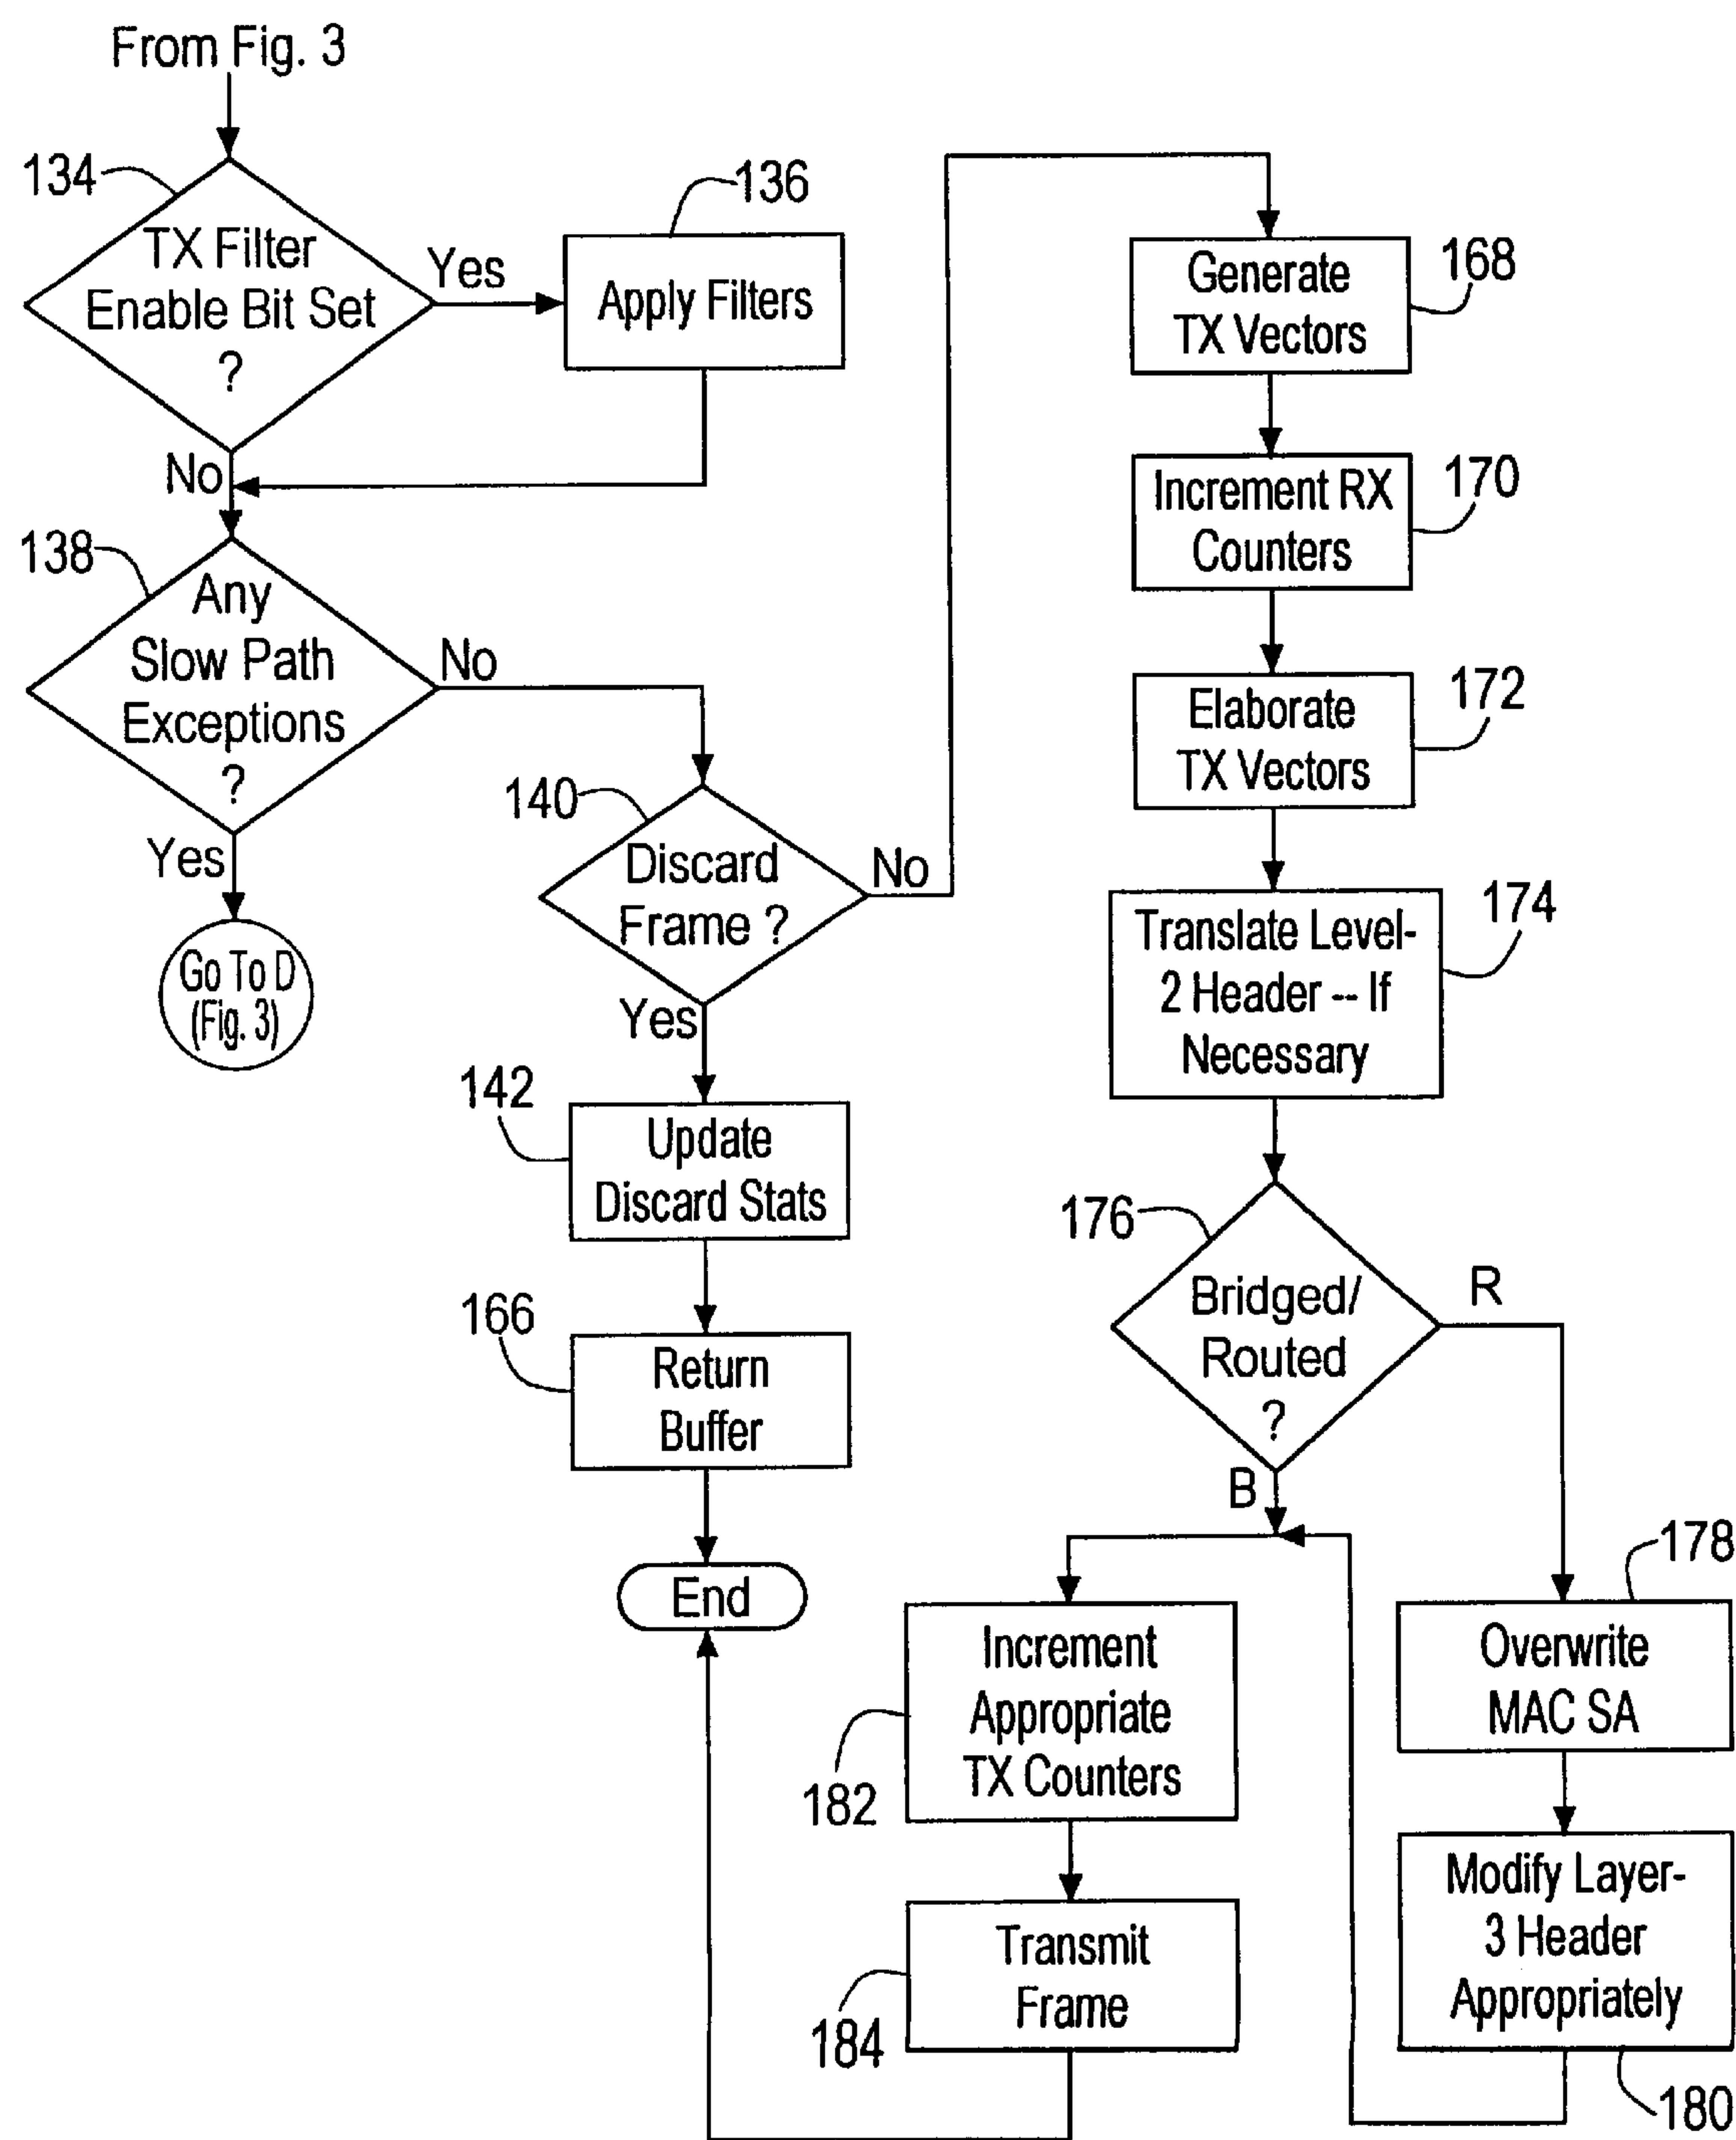 From Fig. 3
134
TX Filter
Enable Bit Set
?
Yes
136
Apply Filters
No
138
Any
Slow Path
Exceptions
?
No
Yes
Go To D
(Fig. 3)
140
Discard
Frame ?
No
Yes
142
Update
Discard Stats
166
Return
Buffer
End
Generate
TX Vectors
168
Increment RX
Counters
170
Elaborate
TX Vectors
172
Translate Level-
2 Header -- If
Necessary
174
176
Bridged/
Routed
?
R
B
178
Overwrite
MAC SA
Modify Layer-
3 Header
Appropriately
180
Increment
Appropriate
TX Counters
182
Transmit
Frame
184